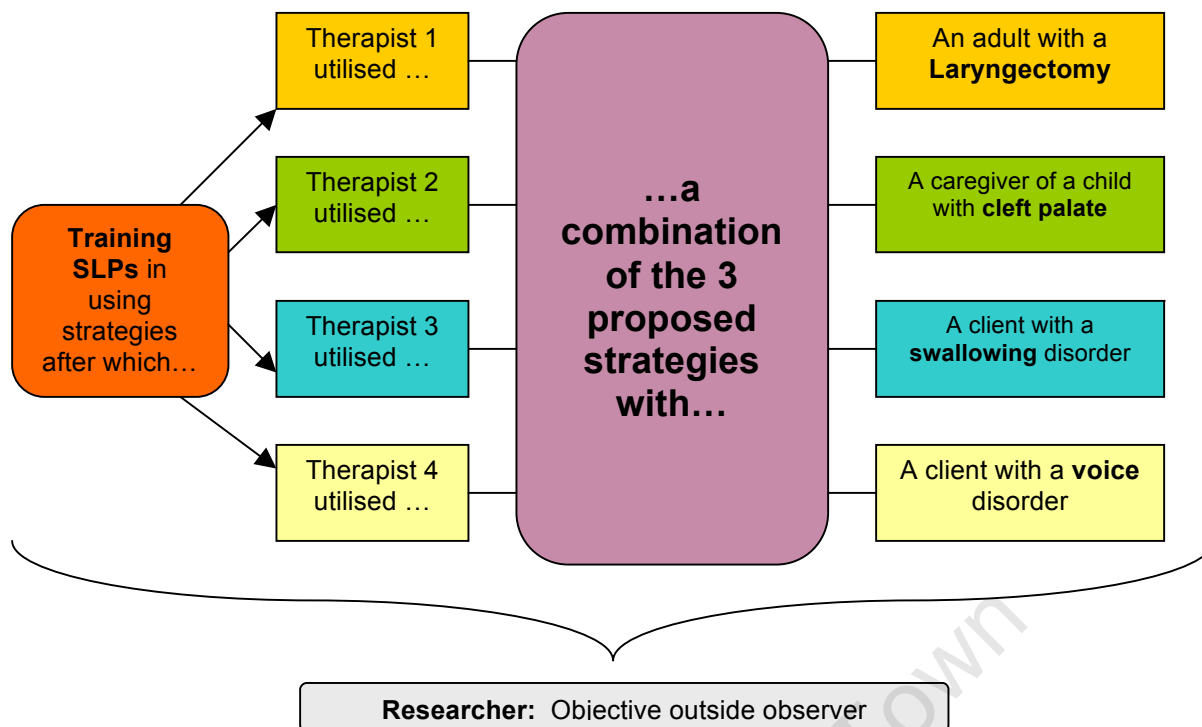 Training
SLPs in
using
strategies
after which…
Therapist 1
utilised …
Therapist 2
utilised …
Therapist 3
utilised …
Therapist 4
utilised …
…a
combination
of the 3
proposed
strategies
with…
An adult with a
Laryngectomy
A caregiver of a child
with cleft palate
A client with a
swallowing disorder
A client with a voice
disorder
Researcher: Objective outside observer